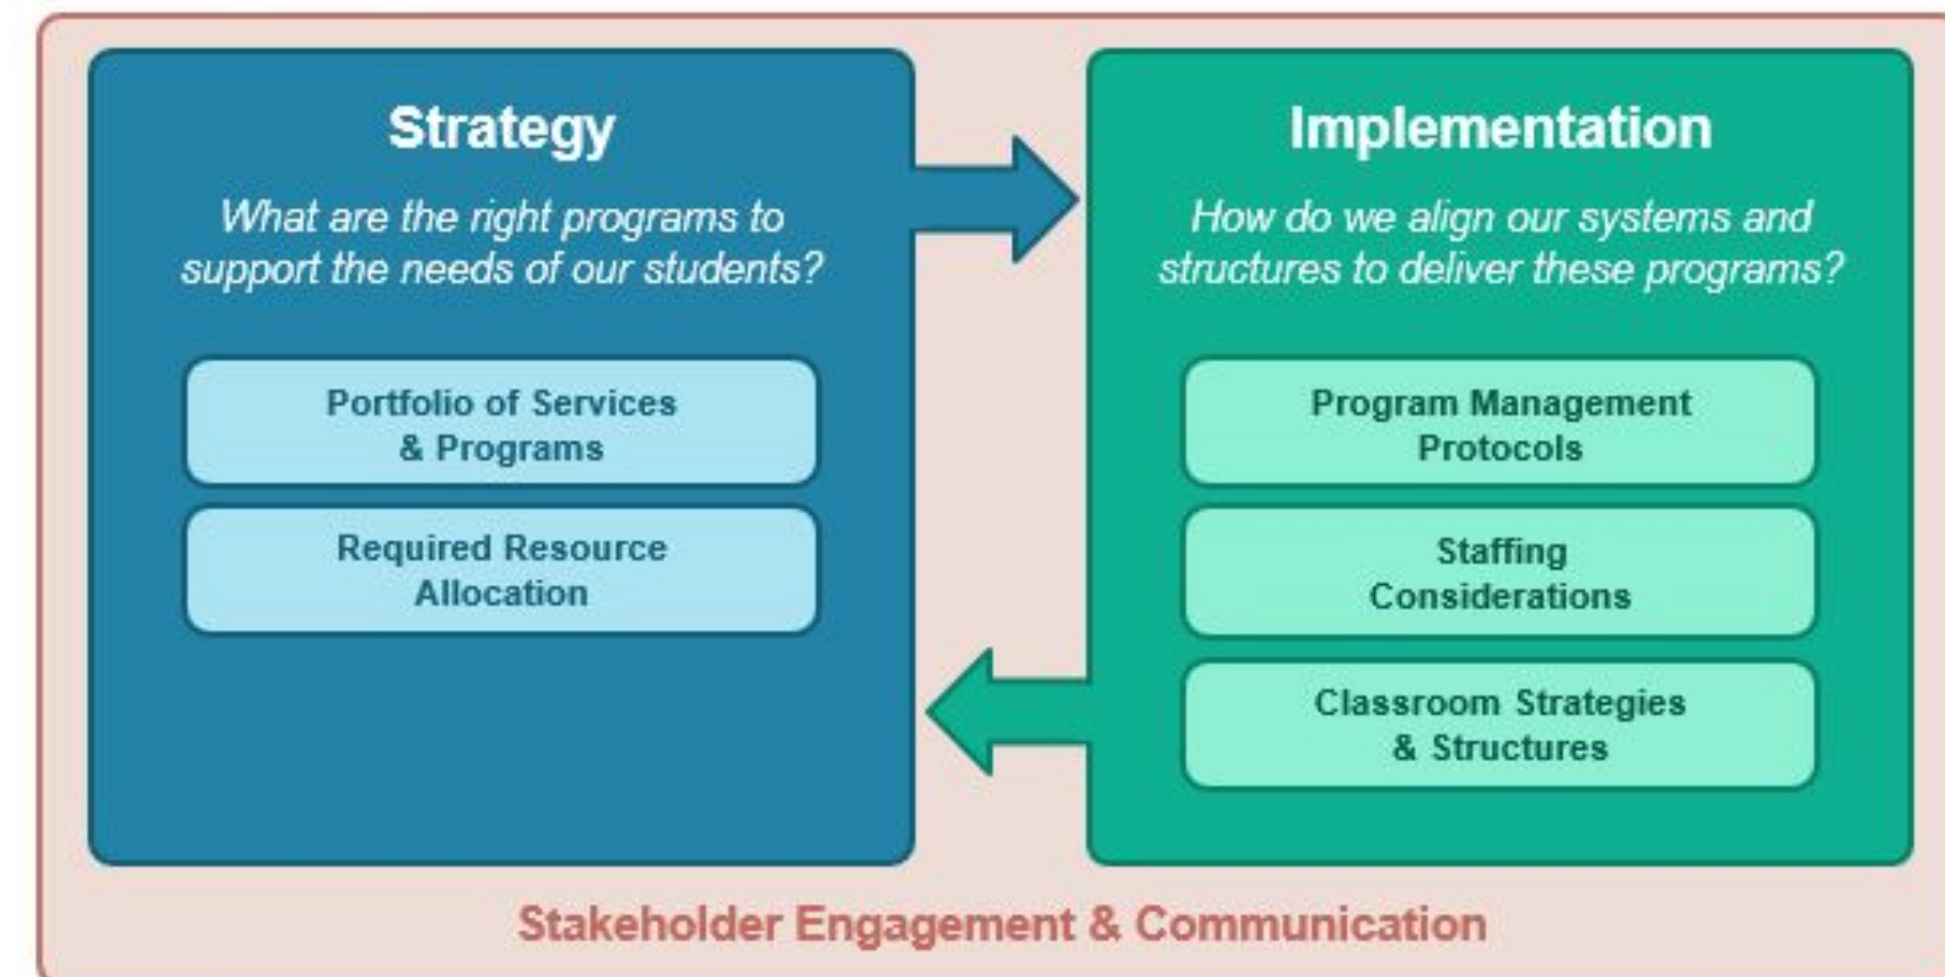 Strategy
What are the right programs to
support the needs of our students?
Portfolio of Services
& Programs
Required Resource
Allocation
Implementation
How do we align our systems and
structures to deliver these programs?
Program Management
Protocols
Staffing
Considerations
Classroom Strategies
& Structures
Stakeholder Engagement & Communication